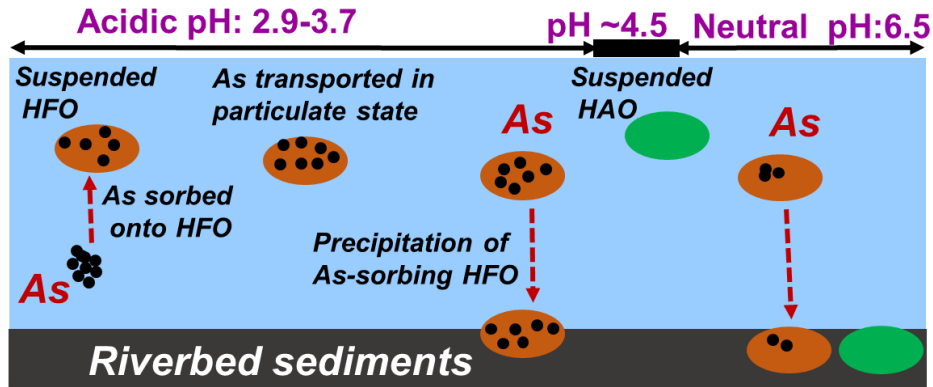 Acidic pH: 2.9-3.7
pH ~4.5
Neutral pH:6.5
Suspended
HFO
As transported in
particulate state
As
Suspended
HAO
As
As sorbed
onto HFO
As
Precipitation of
As-sorbing HFO
Riverbed sediments